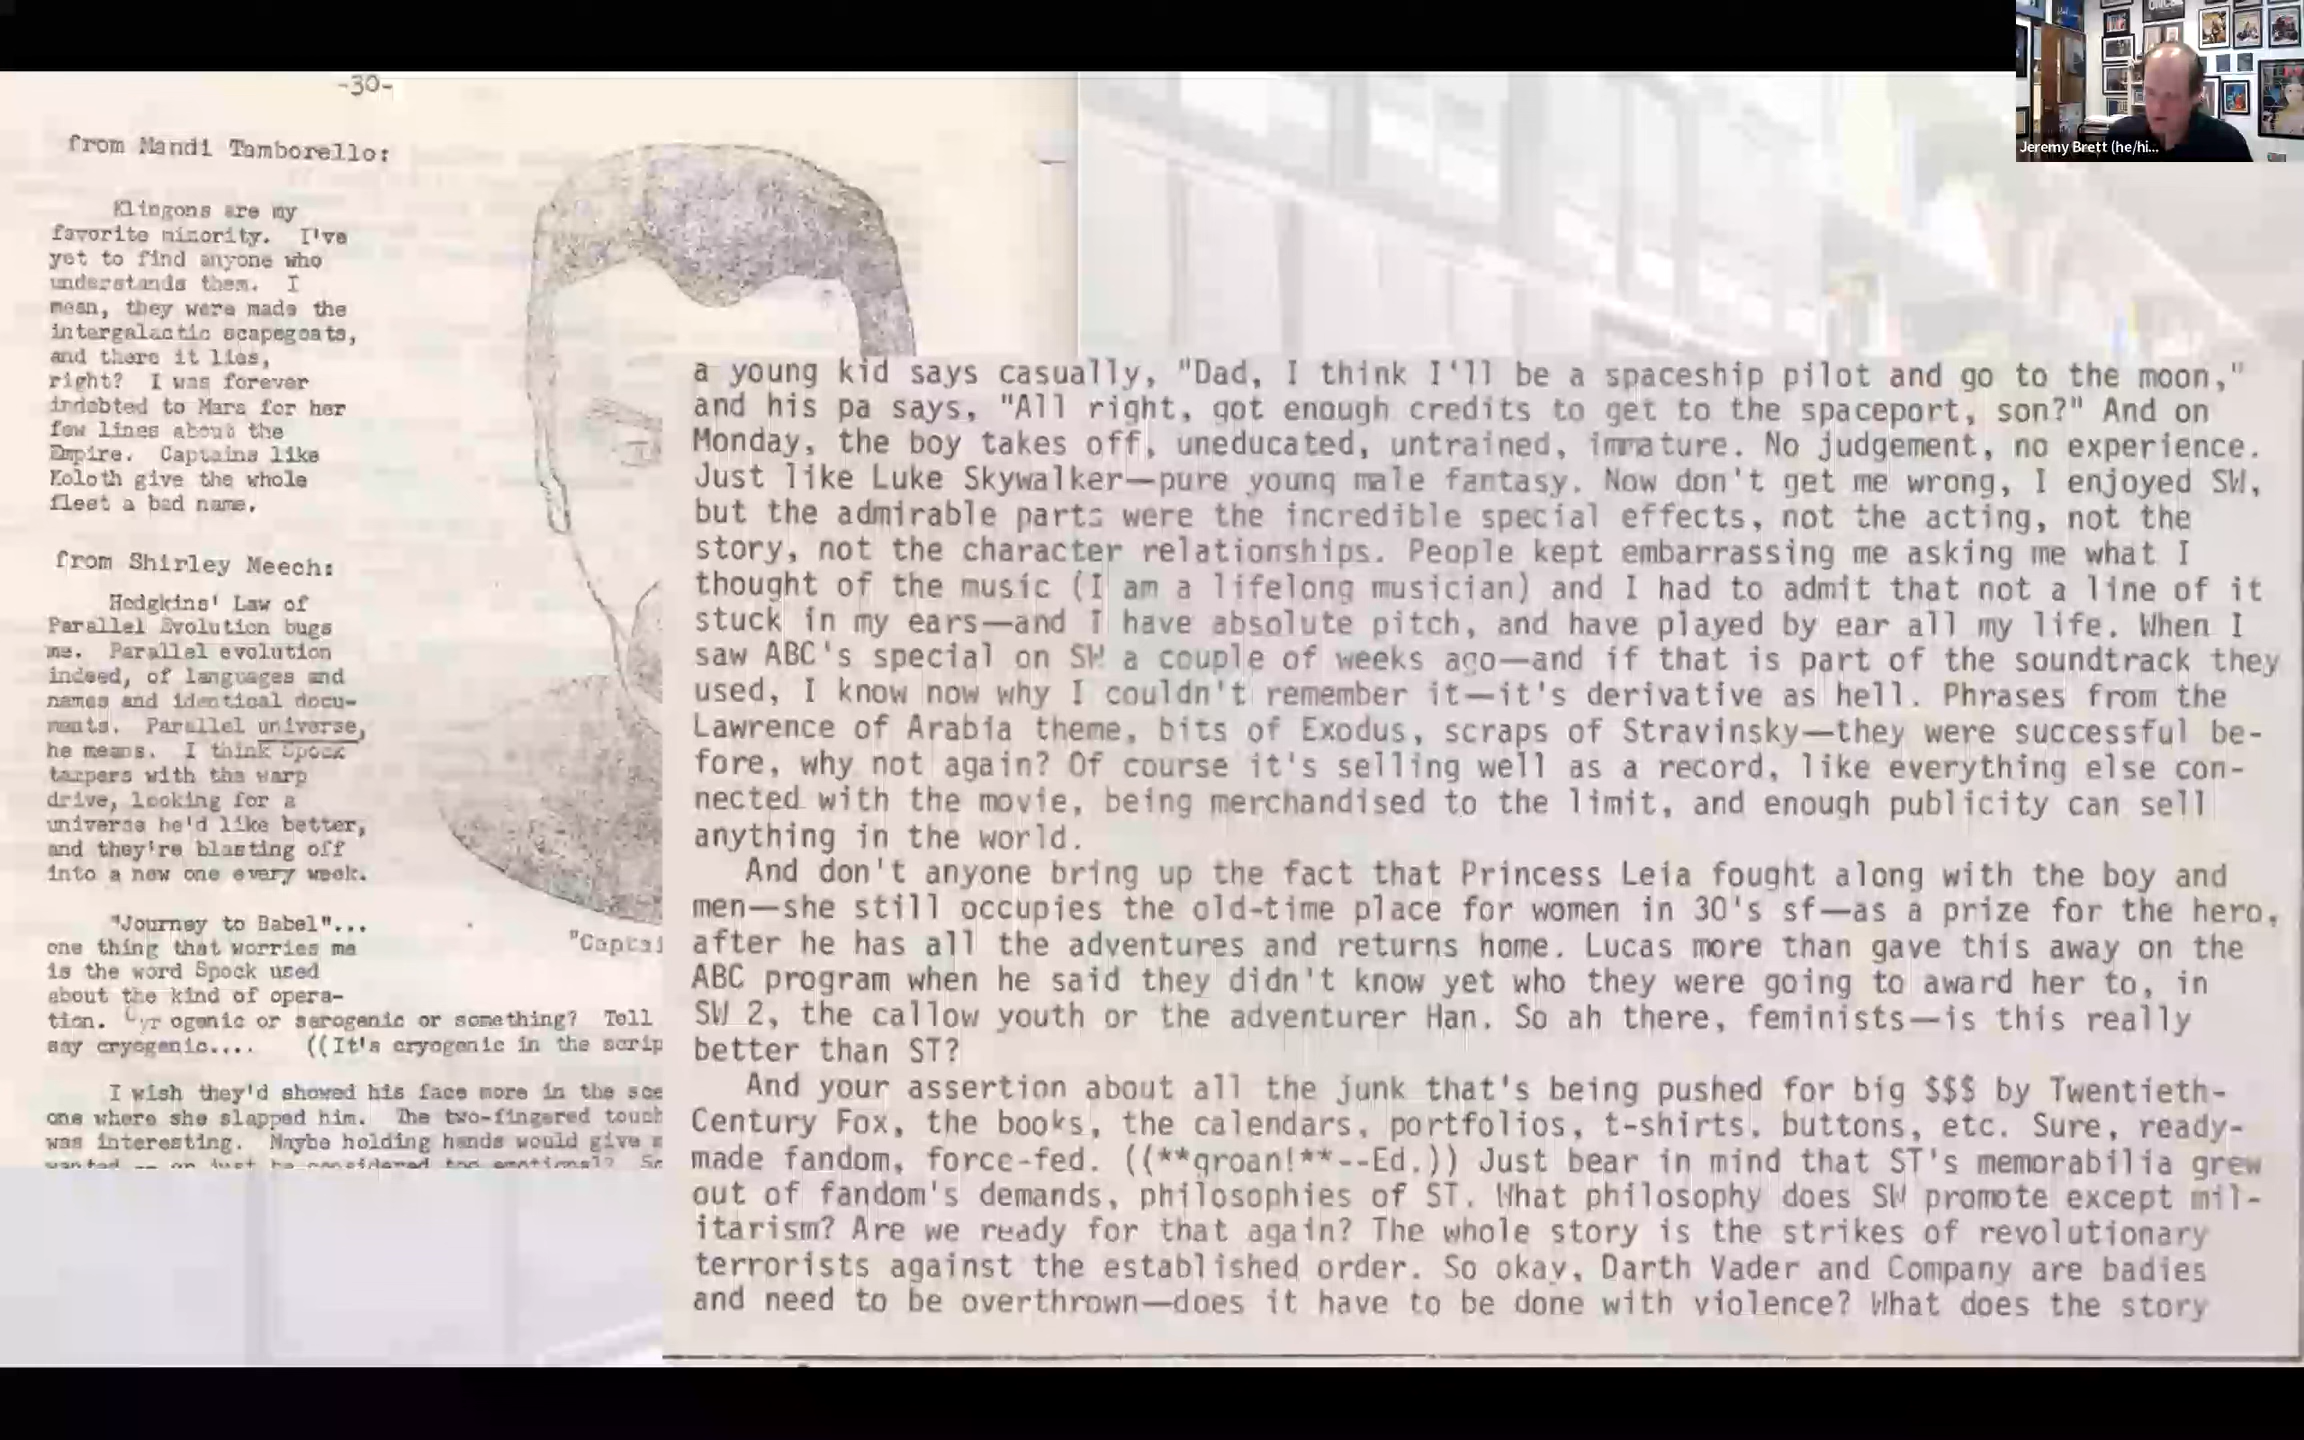 -30-
from Mandi Tamborello:
Klingons are my
favorite minority. I've
yet to find anyone who
understands them. I
mean, they were made the
intergalactic scapegoats,
and there it lies,
right? I was forever
indebted to Mara for her
few lines about the
Empire. Captains like
Koloth give the whole
fleet a bad name.
from Shirley Meech:
Hodgkins' Law of
Parallel Evolution bugs
me. Parallel evolution
indeed, of languages and
names and identical docu-
ments. Parallel universe,
he means. I think Spock
tampers with the warp
drive, looking for a
universe he'd like better,
and they're blasting off
into a new one every week.
"Journey to Babel"...
one thing that worries me
is the word Spock used
about the kind of opera-
tion. ogenic or sarogenic or something? Tell
say cryogenic.... ((It's cryogenic in the scrip
I wish they'd showed his face more in the sce
one where she slapped him. The two-fingered touch
was interesting. Maybe holding hands would give
wanted or just be considered too emotional?
"Captai
a young kid says casually, "Dad, I think I'll be a spaceship pilot and go to the moon,"
and his pa says, "All right, got enough credits to get to the spaceport, son?" And on
Monday, the boy takes off, uneducated, untrained, immature. No judgement, no experience.
Just like Luke Skywalker—pure young male fantasy. Now don't get me wrong, I enjoyed SW,
but the admirable parts were the incredible special effects, not the acting, not the
story, not the character relationships. People kept embarrassing me asking me what I
thought of the music (I am a lifelong musician) and I had to admit that not a line of it
stuck in my ears—and I have absolute pitch, and have played by ear all my life. When I
saw ABC's special on SW a couple of weeks ago—and if that is part of the soundtrack they
used, I know now why I couldn't remember it—it's derivative as hell. Phrases from the
Lawrence of Arabia theme, bits of Exodus, scraps of Stravinsky—they were successful be-
fore, why not again? Of course it's selling well as a record, like everything else con-
nected with the movie, being merchandised to the limit, and enough publicity can sell
anything in the world.
And don't anyone bring up the fact that Princess Leia fought along with the boy and
men—she still occupies the old-time place for women in 30's sf—as a prize for the hero,
after he has all the adventures and returns home. Lucas more than gave this away on the
ABC program when he said they didn't know yet who they were going to award her to, in
SW 2, the callow youth or the adventurer Han. So ah there, feminists—is this really
better than ST?
And your assertion about all the junk that's being pushed for big $$$ by Twentieth-
Century Fox, the books, the calendars, portfolios, t-shirts, buttons, etc. Sure, ready-
made fandom, force-fed. ((**groan!**--Ed.)) Just bear in mind that ST's memorabilia grew
out of fandom's demands, philosophies of ST. What philosophy does SW promote except mil-
itarism? Are we ready for that again? The whole story is the strikes of revolutionary
terrorists against the established order. So okay, Darth Vader and Company are badies
and need to be overthrown—does it have to be done with violence? What does the story
Jeremy Brett (he/hi...